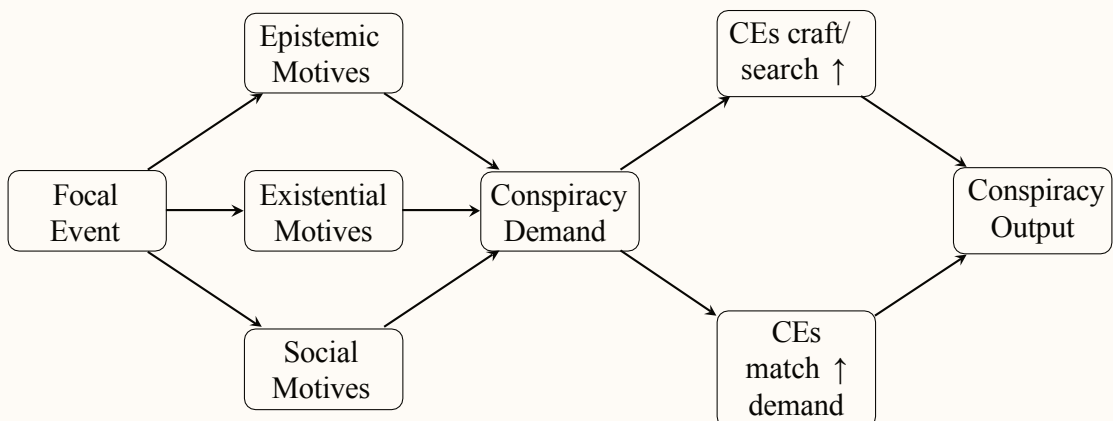 Epistemic
Motives
CEs craft/
search ↑
Focal
Event
Existential
Motives
Conspiracy
Demand
Conspiracy
Output
Social
Motives
CEs
match ↑
demand